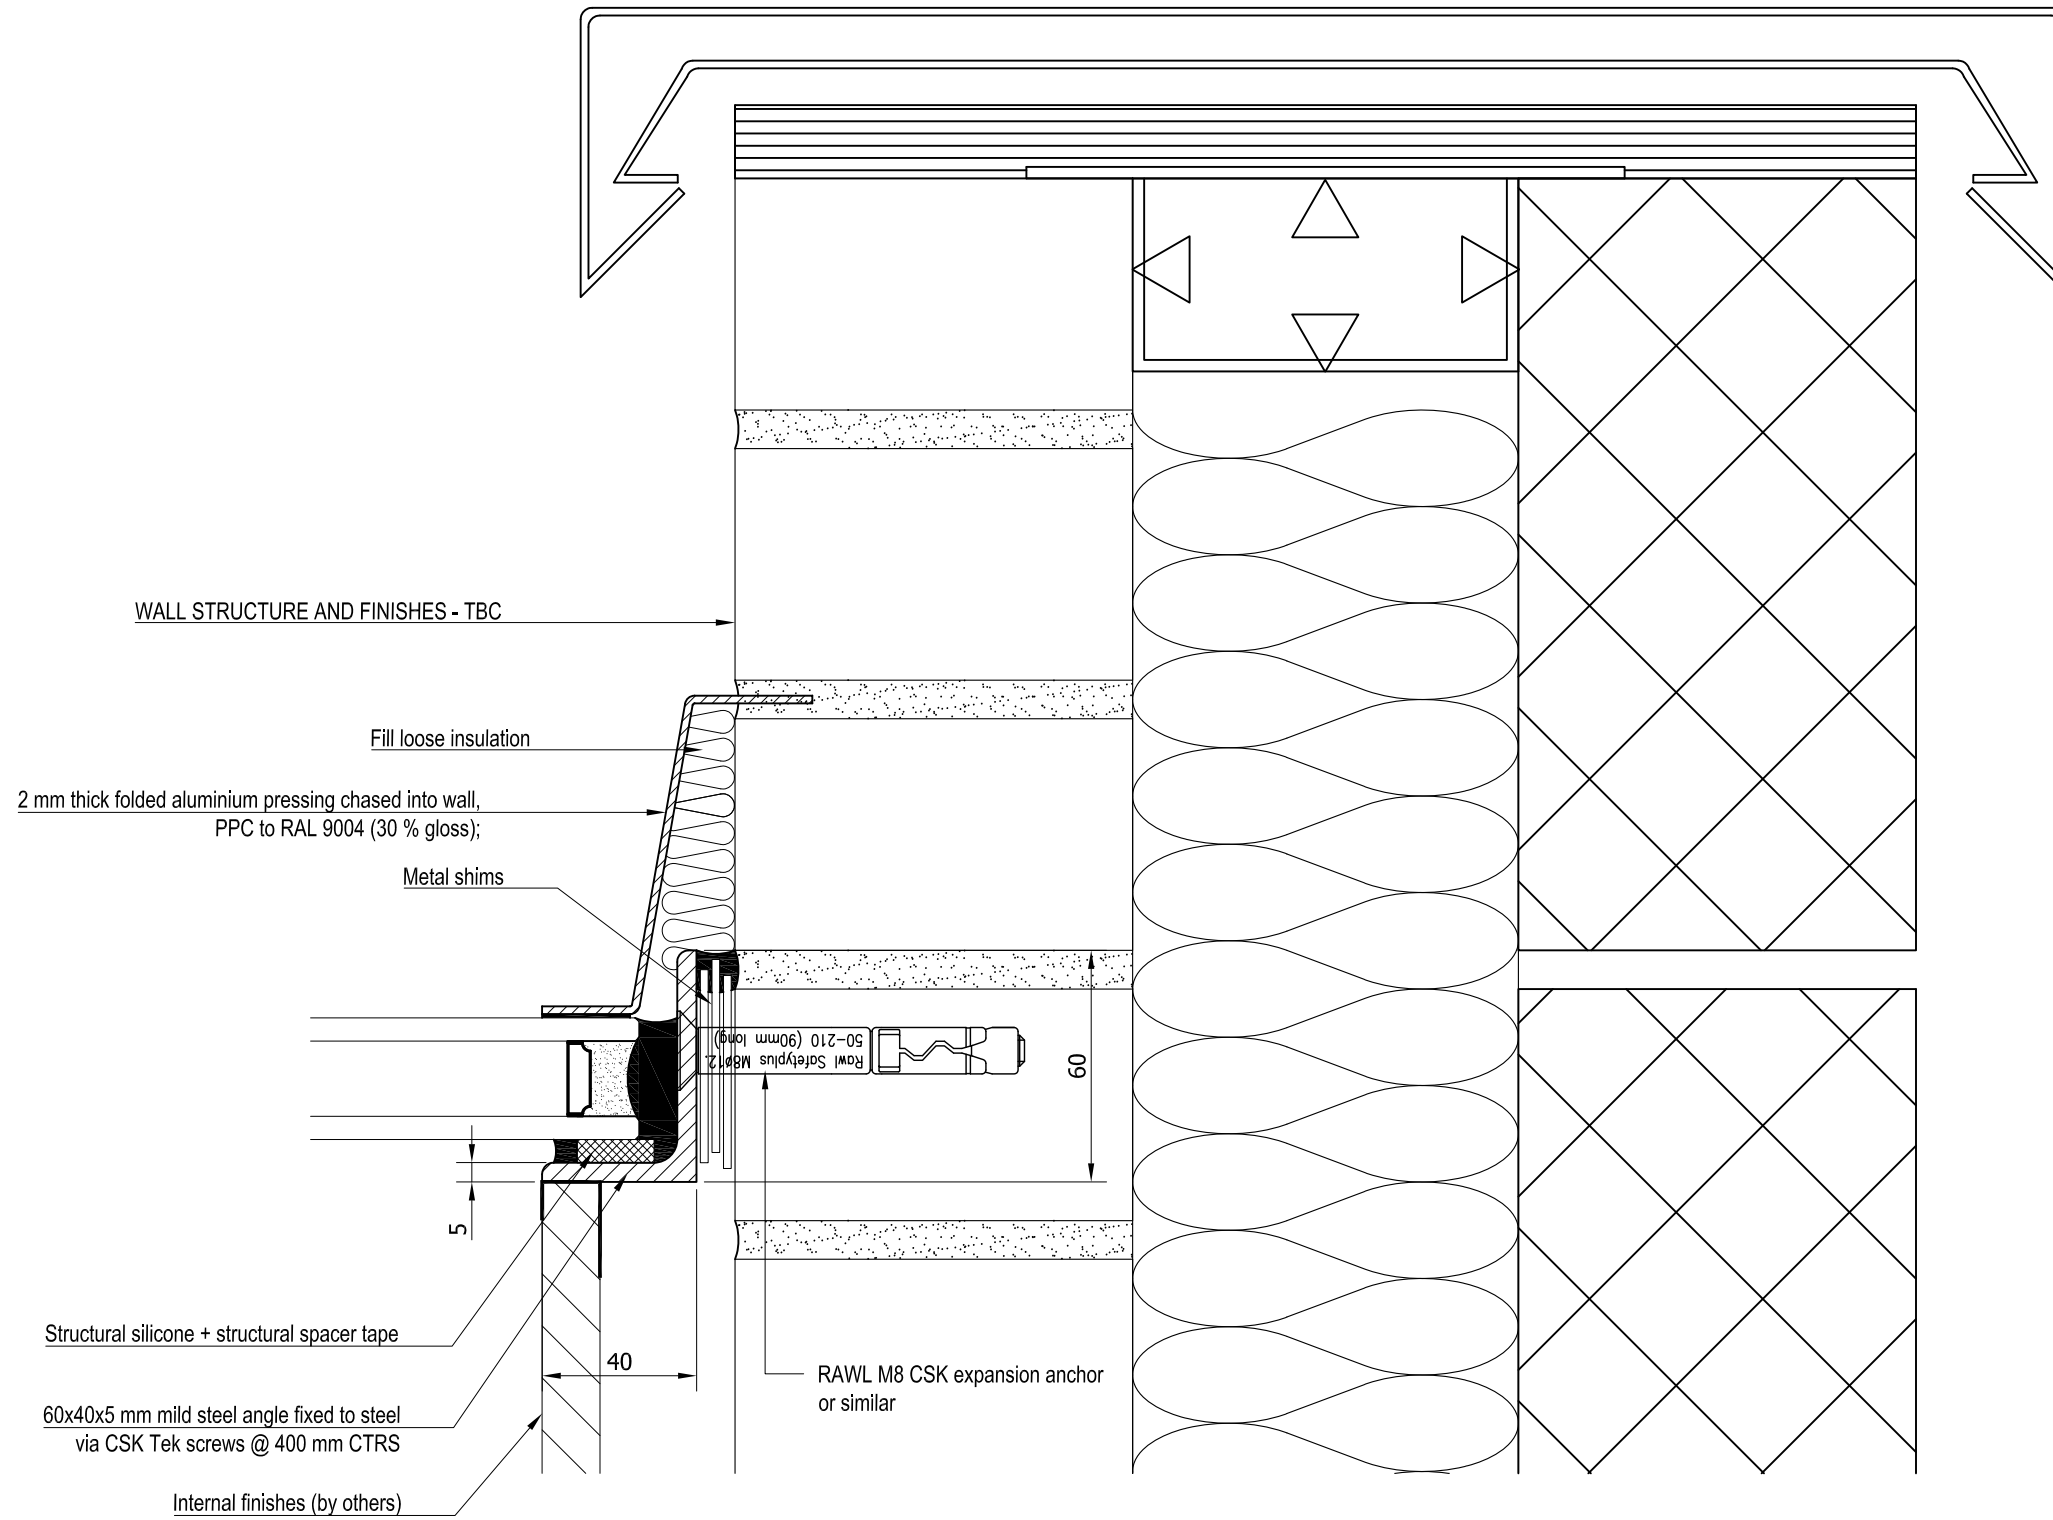 WALL STRUCTURE AND FINISHES - TBC
Fill loose insulation
2 mm thick folded aluminium pressing chased into wall,
PPC to RAL 9004 (30 % gloss);
Metal shims
Rawl Safetyplus M8ø12.
50-210 (90mm long)
60
5
Structural silicone + structural spacer tape
40
RAWL M8 CSK expansion anchor
or similar
60x40x5 mm mild steel angle fixed to steel
via CSK Tek screws @ 400 mm CTRS
Internal finishes (by others)